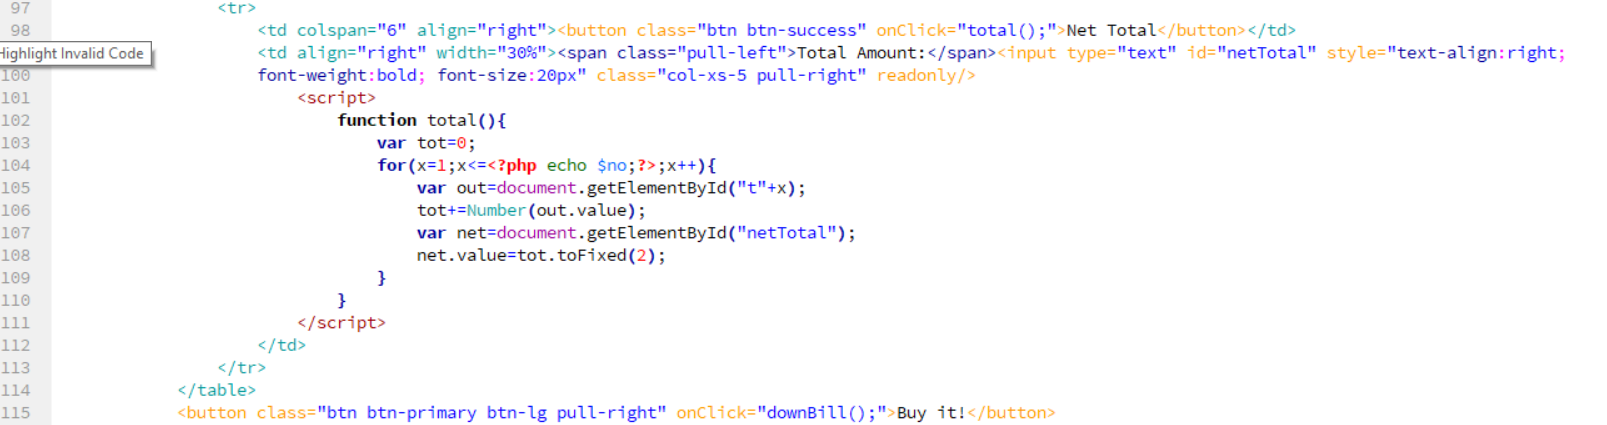 97 <tr>
98 <td colspan="6" align="right"><button class="btn btn-success" onClick="total();">Net Total</button></td>
Highlight Invalid Code <td align="right" width="30%"><span class="pull-left">Total Amount:</span><input type="text" id="netTotal" style="text-align:right;
100 font-weight:bold; font-size:20px" class="col-xs-5 pull-right" readonly/>
101 <script>
102 function total(){
103 var tot=0;
104 for(x=1;x<=<?php echo $no;?>;x++){
105 var out=document.getElementById("t"+x);
106 tot+=Number(out.value);
107 var net=document.getElementById("netTotal");
108 net.value=tot.toFixed(2);
109 }
110 }
111 </script>
112 </td>
113 </tr>
114 </table>
115 <button class="btn btn-primary btn-lg pull-right" onClick="downBill();">Buy it!</button>